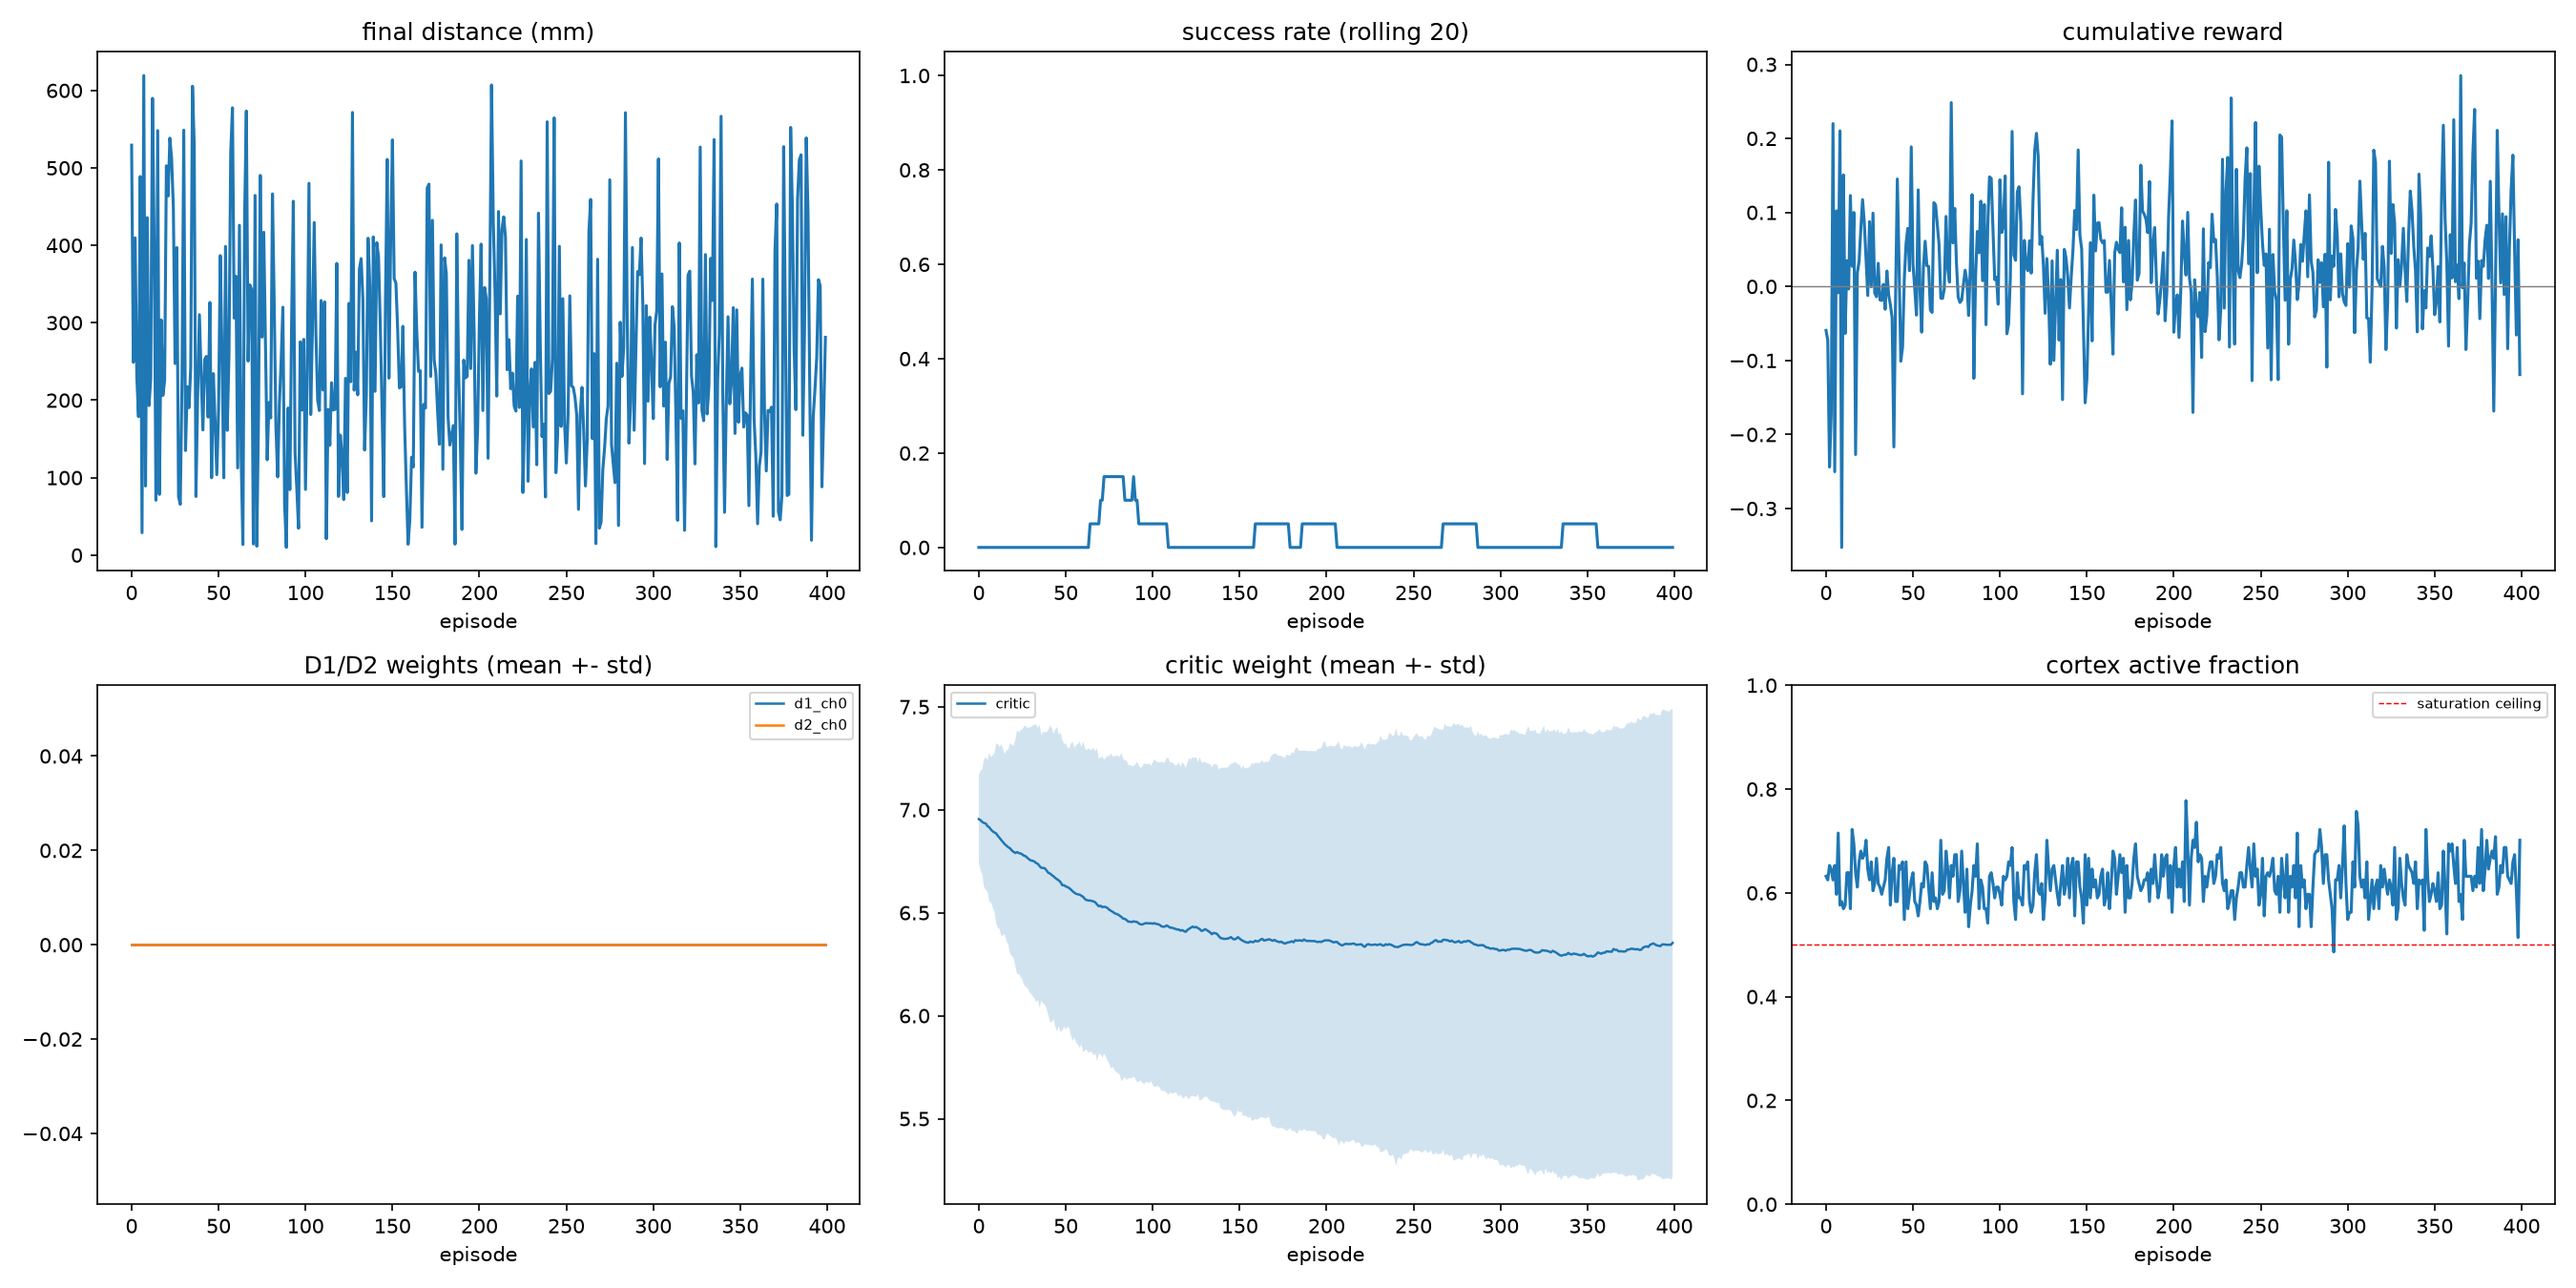 final distance (mm)
600
500
400
300
200
100
0
0 50 100 150 200 250 300 350 400
episode
success rate (rolling 20)
1.0
0.8
0.6
0.4
0.2
0.0
0 50 100 150 200 250 300 350 400
episode
cumulative reward
0.3
0.2
0.1
0.0
−0.1
−0.2
−0.3
0 50 100 150 200 250 300 350 400
episode
D1/D2 weights (mean +- std)
d1_ch0
d2_ch0
0.04
0.02
0.00
−0.02
−0.04
0 50 100 150 200 250 300 350 400
episode
critic weight (mean +- std)
critic
7.5
7.0
6.5
6.0
5.5
0 50 100 150 200 250 300 350 400
episode
cortex active fraction
saturation ceiling
1.0
0.8
0.6
0.4
0.2
0.0
0 50 100 150 200 250 300 350 400
episode